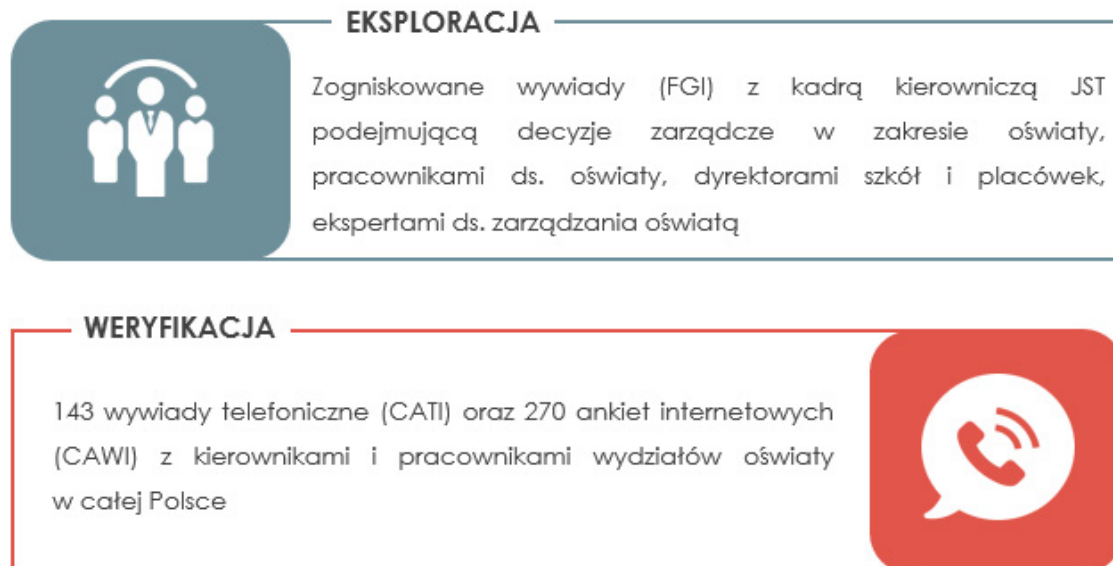 EKSPLORACJA
Zogniskowane wywiady (FGI) z kadrą kierowniczą JST
podejmującą decyzje zarządcze w zakresie oświaty,
pracownikami ds. oświaty, dyrektorami szkół i placówek,
ekspertami ds. zarządzania oświatą
WERYFIKACJA
143 wywiady telefoniczne (CATI) oraz 270 ankiet internetowych
(CAWI) z kierownikami i pracownikami wydziałów oświaty
w całej Polsce